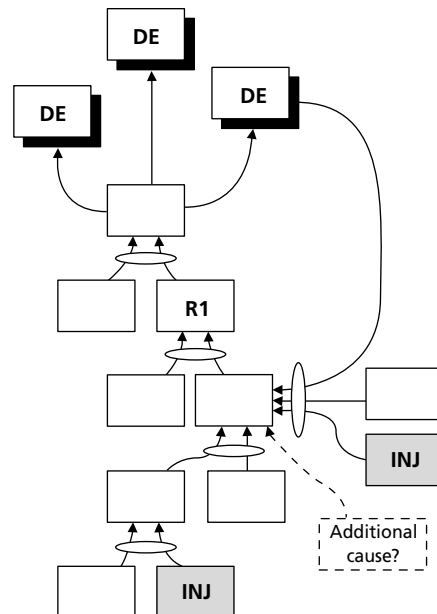 DE
DE
DE
R1
INJ
Additional
cause?
INJ